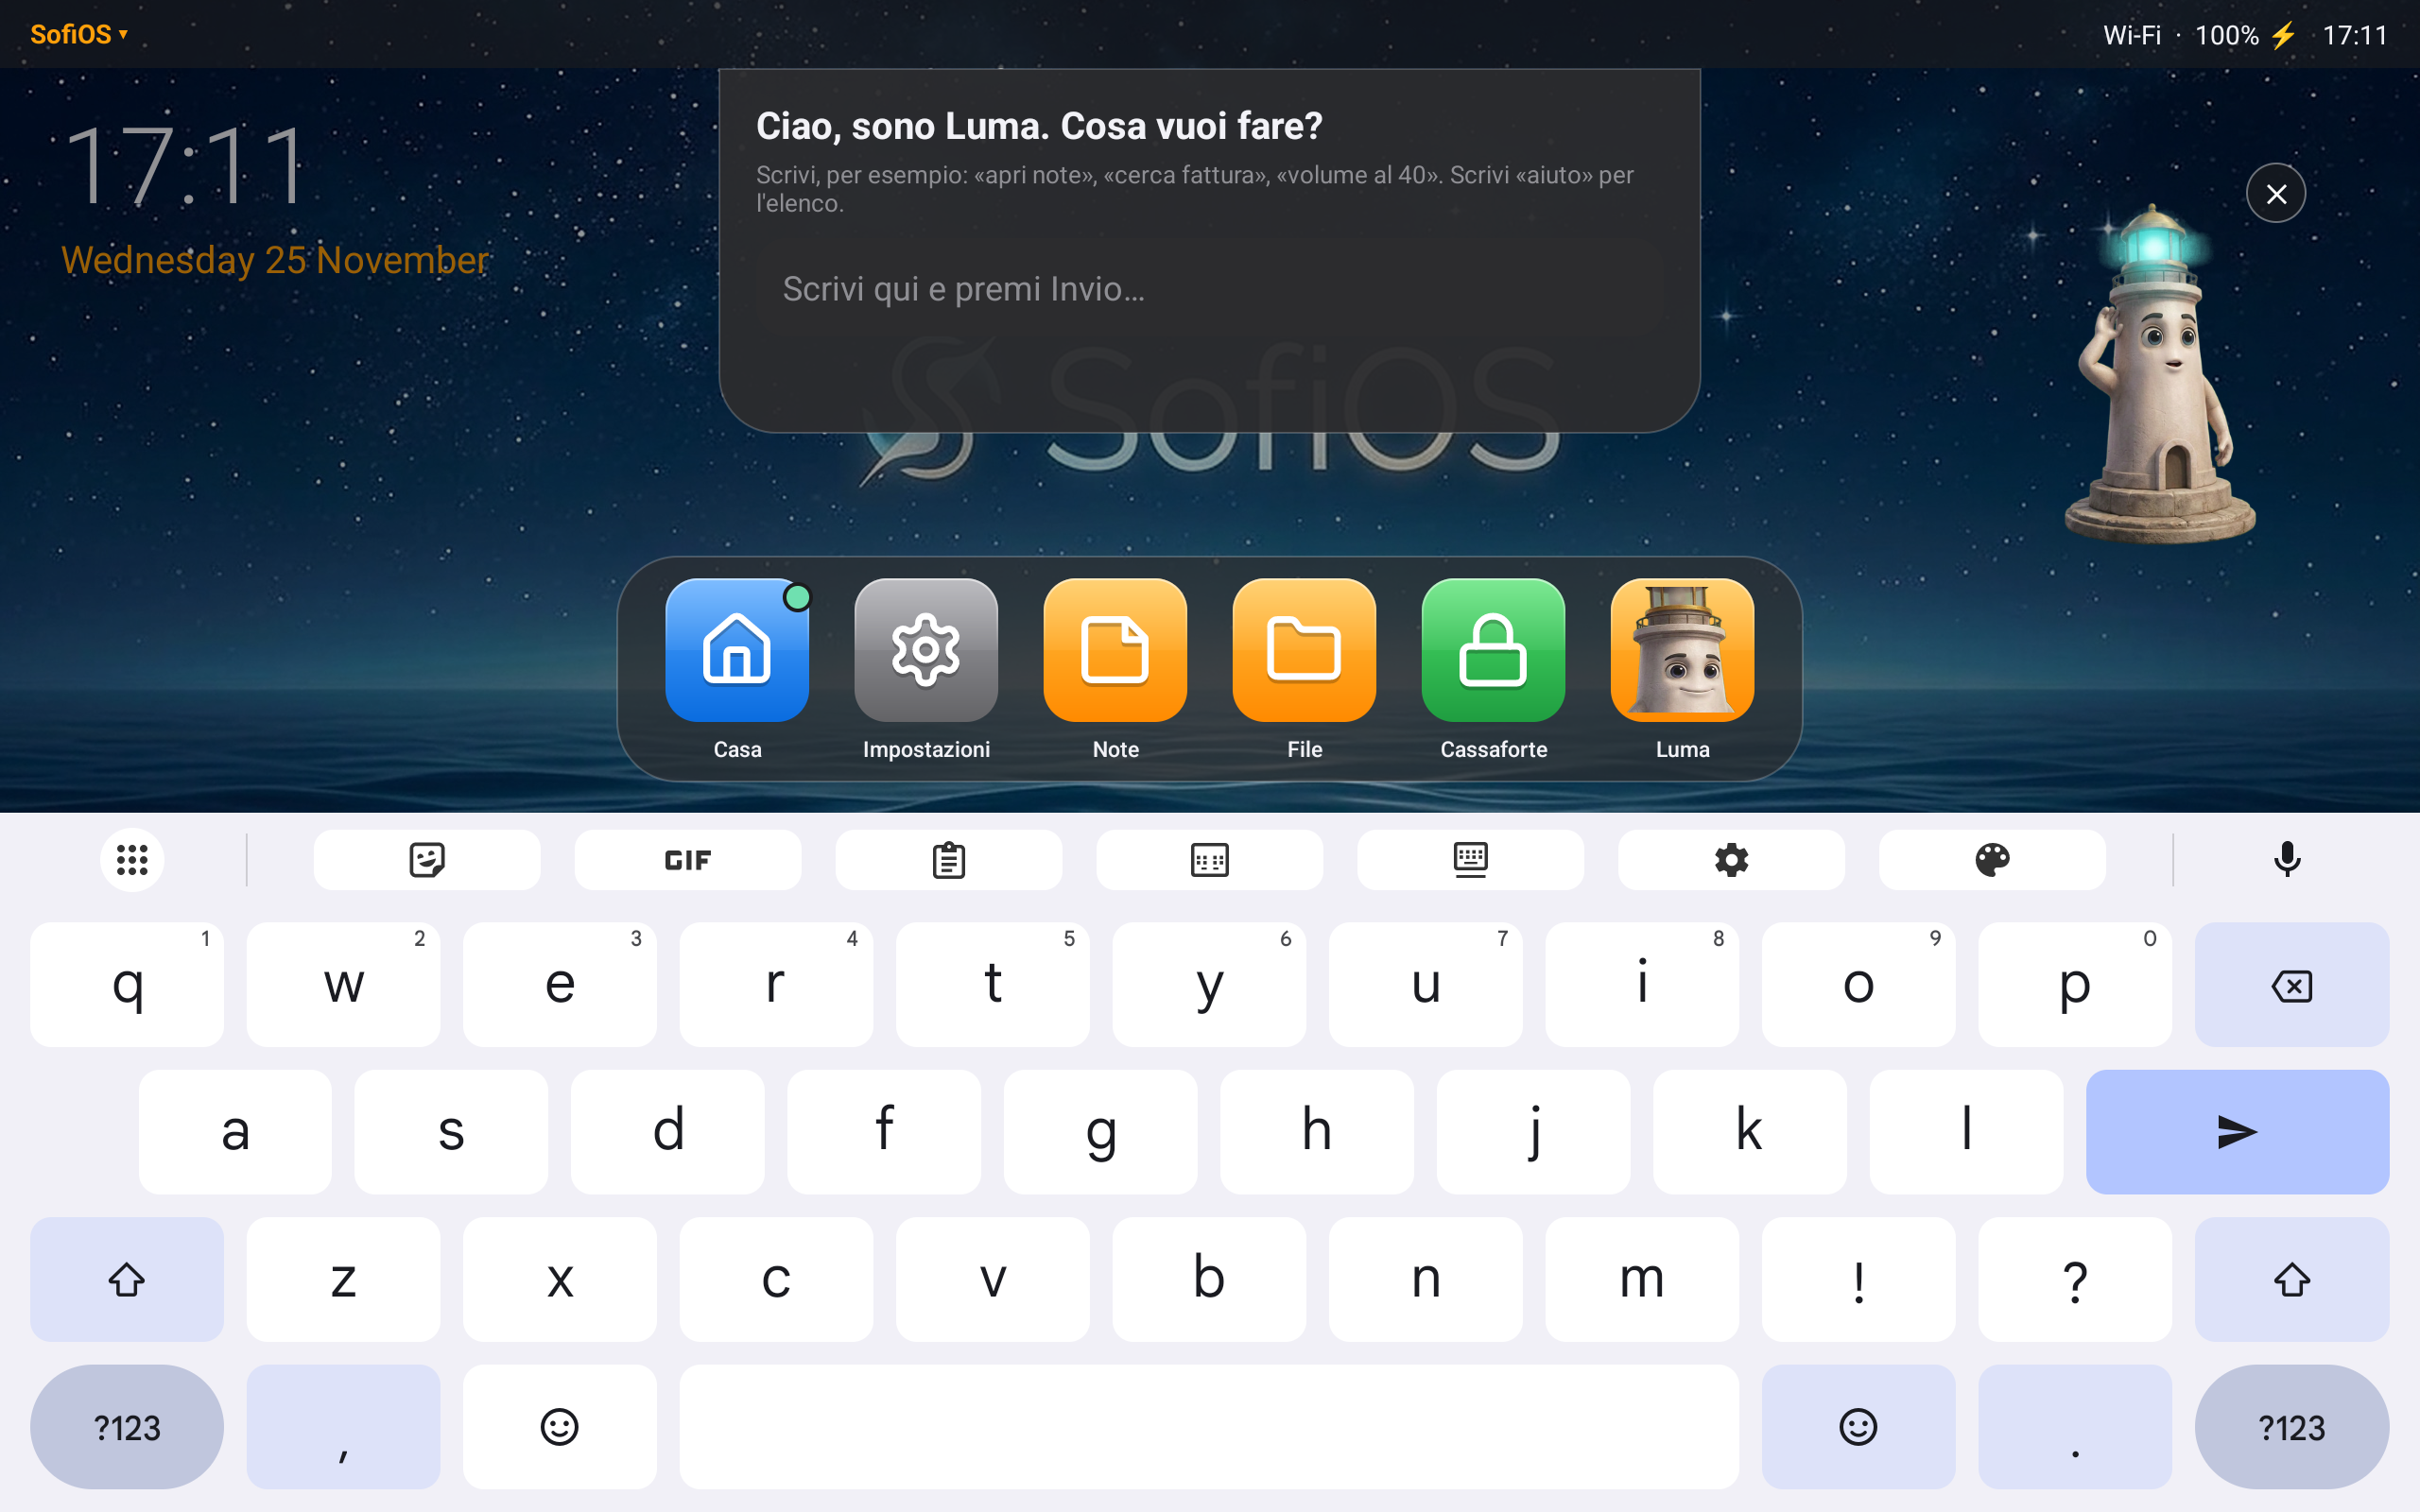 SofiOS ▾
Wi-Fi · 100% ⚡ 17:11
17:11
Wednesday 25 November
Ciao, sono Luma. Cosa vuoi fare?
Scrivi, per esempio: «apri note», «cerca fattura», «volume al 40». Scrivi «aiuto» per
l'elenco.
Scrivi qui e premi Invio…
SofiOS
Casa
Impostazioni
Note
File
Cassaforte
Luma
GIF
q 1 w 2 e 3 r 4 t 5 y 6 u 7 i 8 o 9 p 0
a s d f g h j k l
z x c v b n m ! ?
?123 , . ?123